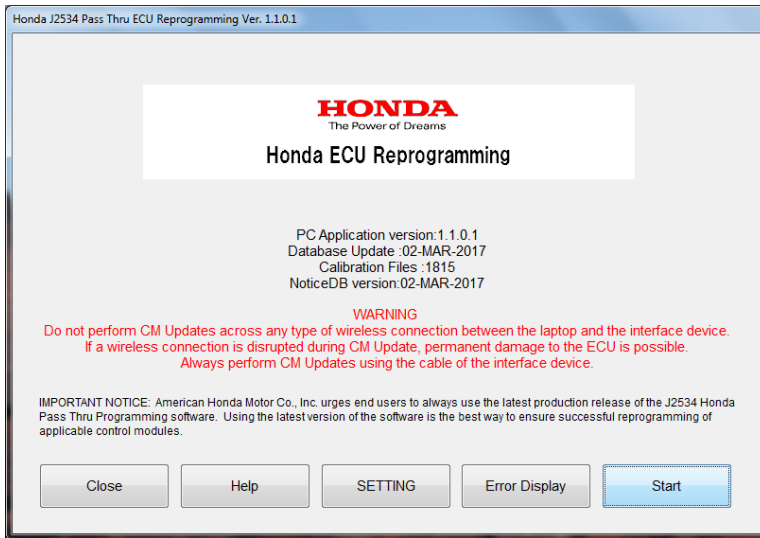 Honda J2534 Pass Thru ECU Reprogramming Ver. 1.1.0.1
HONDA
The Power of Dreams
Honda ECU Reprogramming
PC Application version:1.1.0.1
Database Update :02-MAR-2017
Calibration Files :1815
NoticeDB version:02-MAR-2017
WARNING
Do not perform CM Updates across any type of wireless connection between the laptop and the interface device.
If a wireless connection is disrupted during CM Update, permanent damage to the ECU is possible.
Always perform CM Updates using the cable of the interface device.
IMPORTANT NOTICE: American Honda Motor Co., Inc. urges end users to always use the latest production release of the J2534 Honda
Pass Thru Programming software. Using the latest version of the software is the best way to ensure successful reprogramming of
applicable control modules.
Close Help SETTING Error Display Start